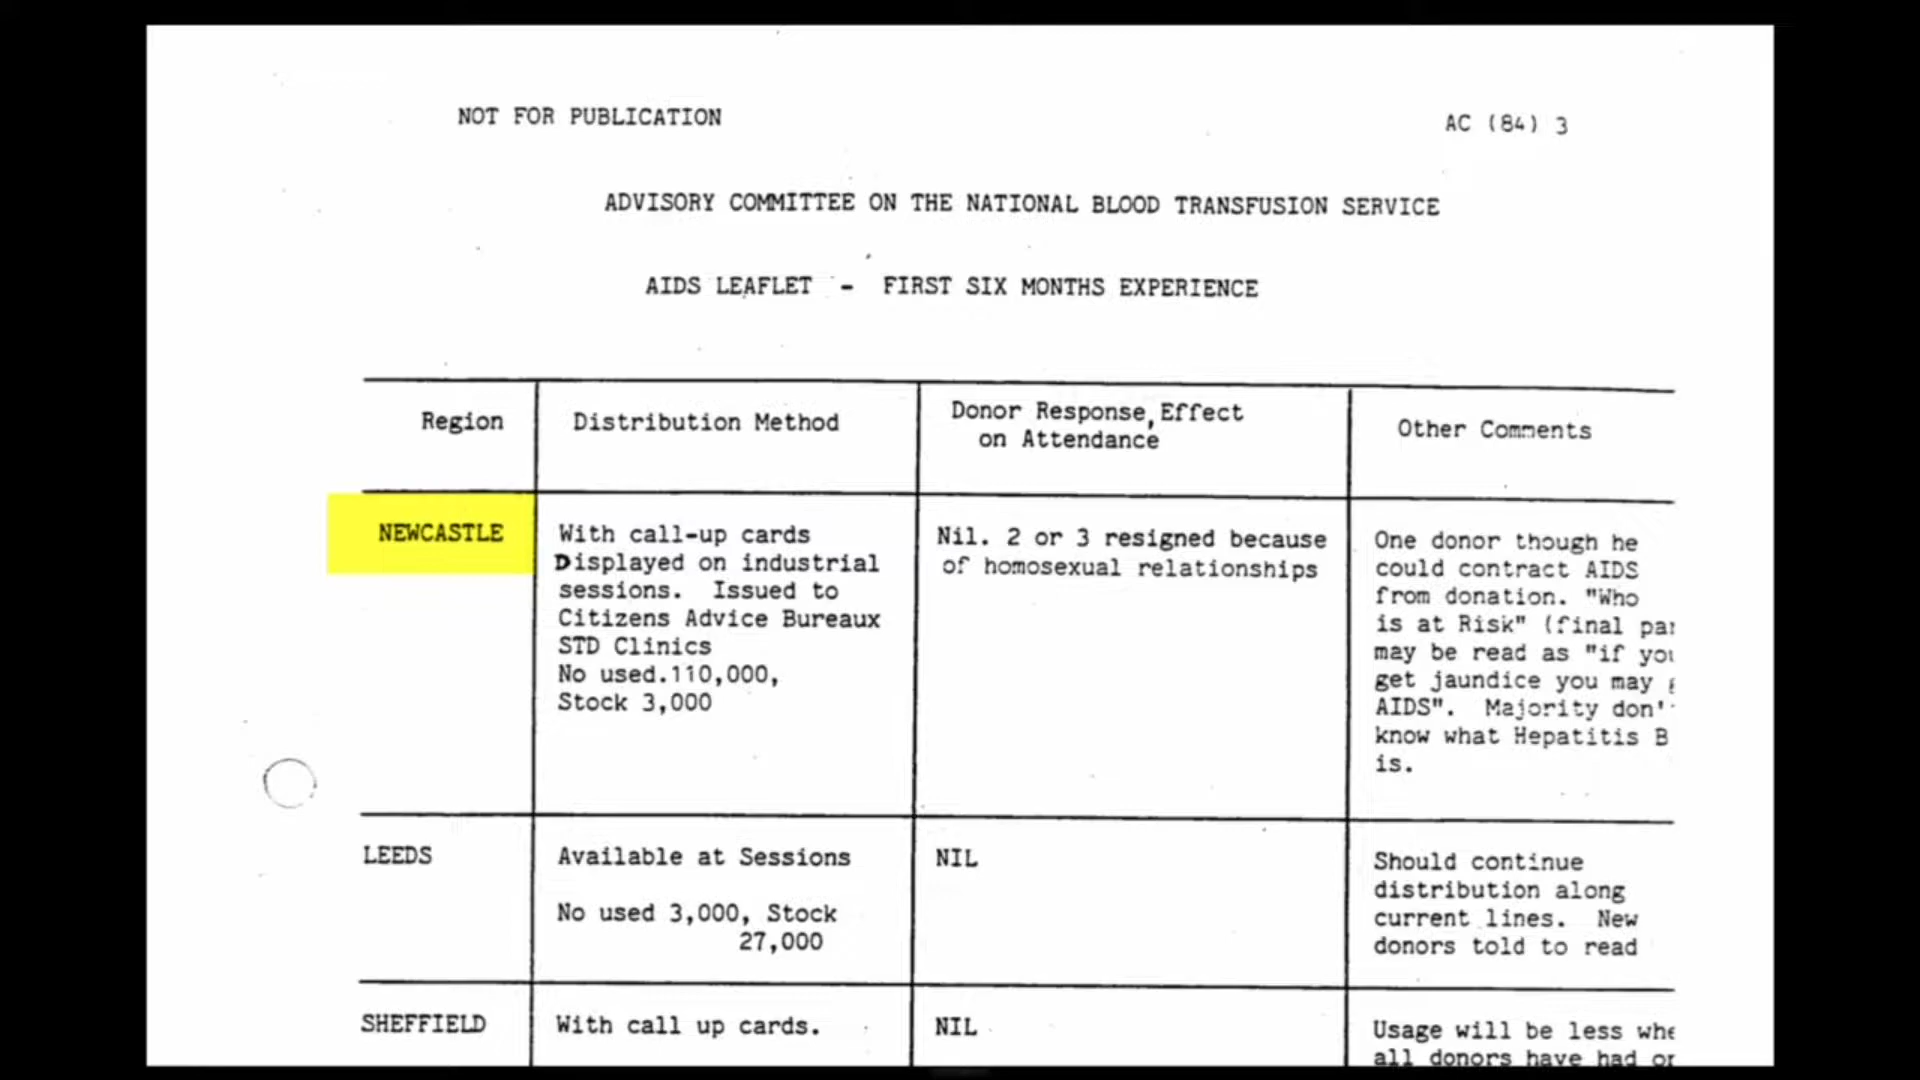 NOT FOR PUBLICATION
AC (84) 3
ADVISORY COMMITTEE ON THE NATIONAL BLOOD TRANSFUSION SERVICE
AIDS LEAFLET - FIRST SIX MONTHS EXPERIENCE
Region
Distribution Method
Donor Response, Effect
on Attendance
Other Comments
NEWCASTLE
With call-up cards
Displayed on industrial
sessions. Issued to
Citizens Advice Bureaux
STD Clinics
No used.110,000,
Stock 3,000
Nil. 2 or 3 resigned because
of homosexual relationships
One donor though he
could contract AIDS
from donation. "Who
is at Risk" (final
may be read as "if
get jaundice you may
AIDS". Majority
know what Hepatitis B
is.
LEEDS
Available at Sessions
No used 3,000, Stock
27,000
NIL
Should continue
distribution along
current lines. New
donors told to read
SHEFFIELD
With call up cards.
NIL
Usage will be less
all donors have had